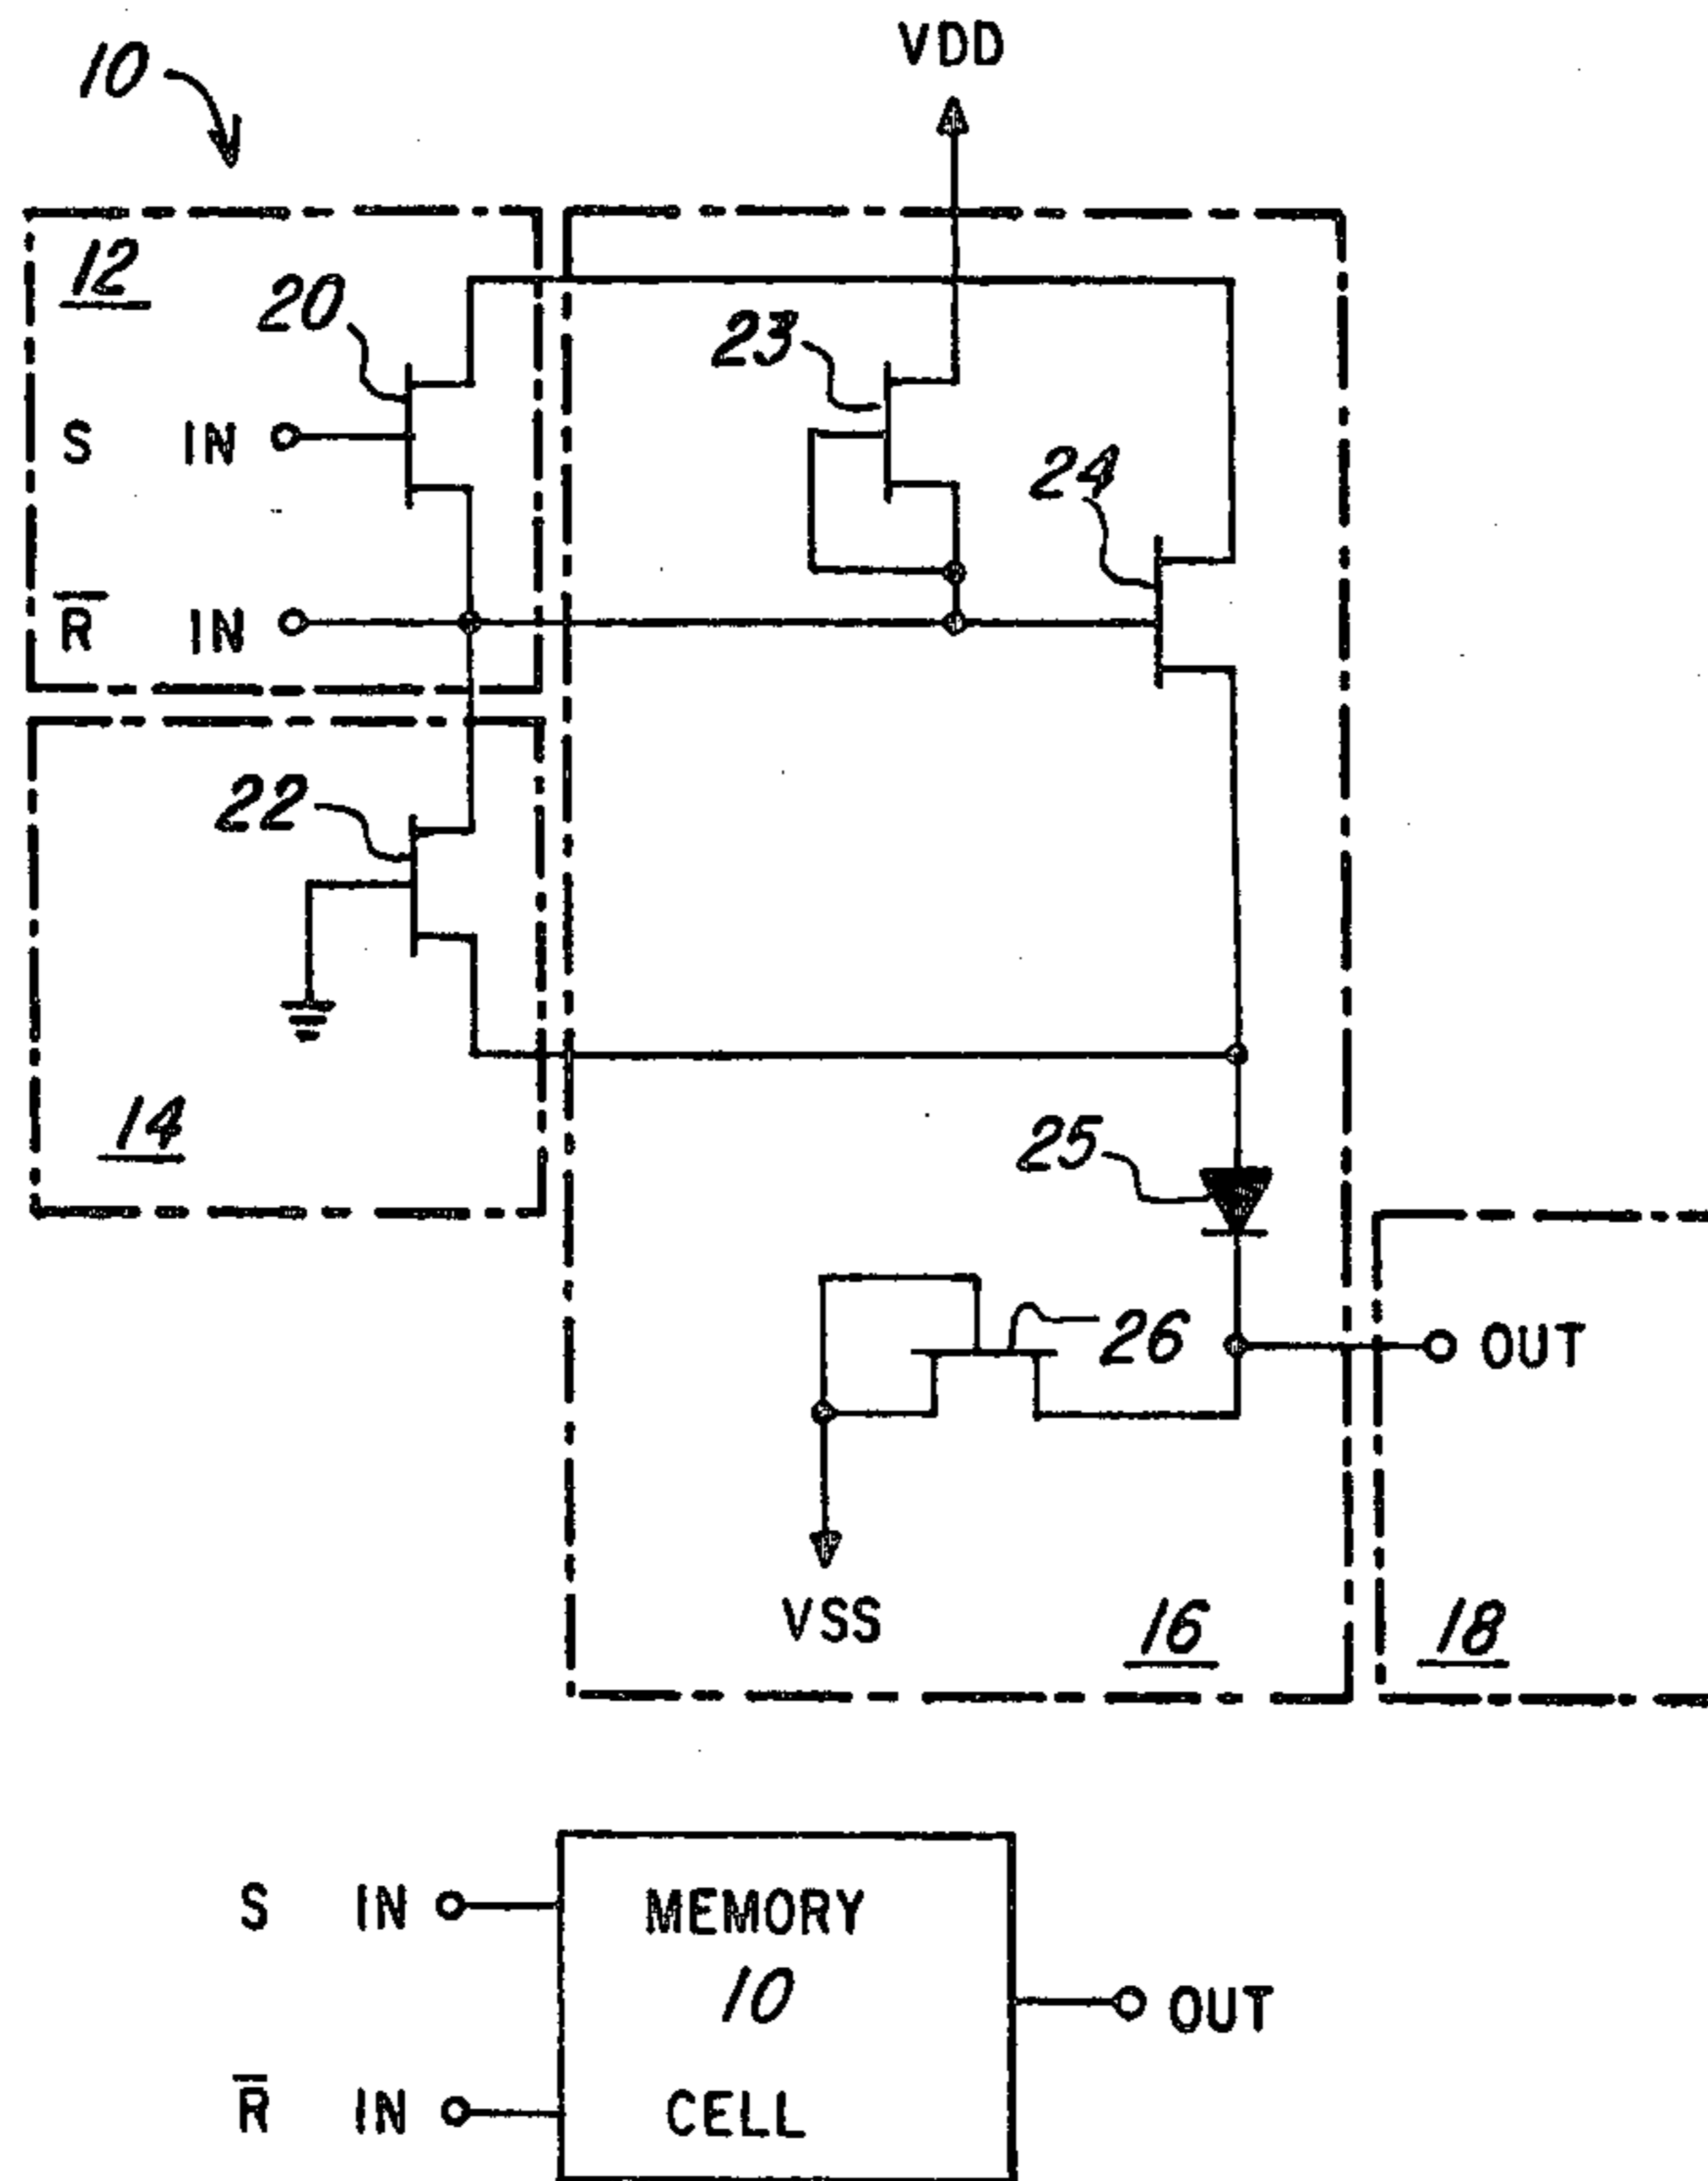 VDD
10
12
20
23
S IN
24
R̅ IN
22
14
25
26
OUT
VSS
16
18
S IN
MEMORY
10
OUT
R̅ IN
CELL